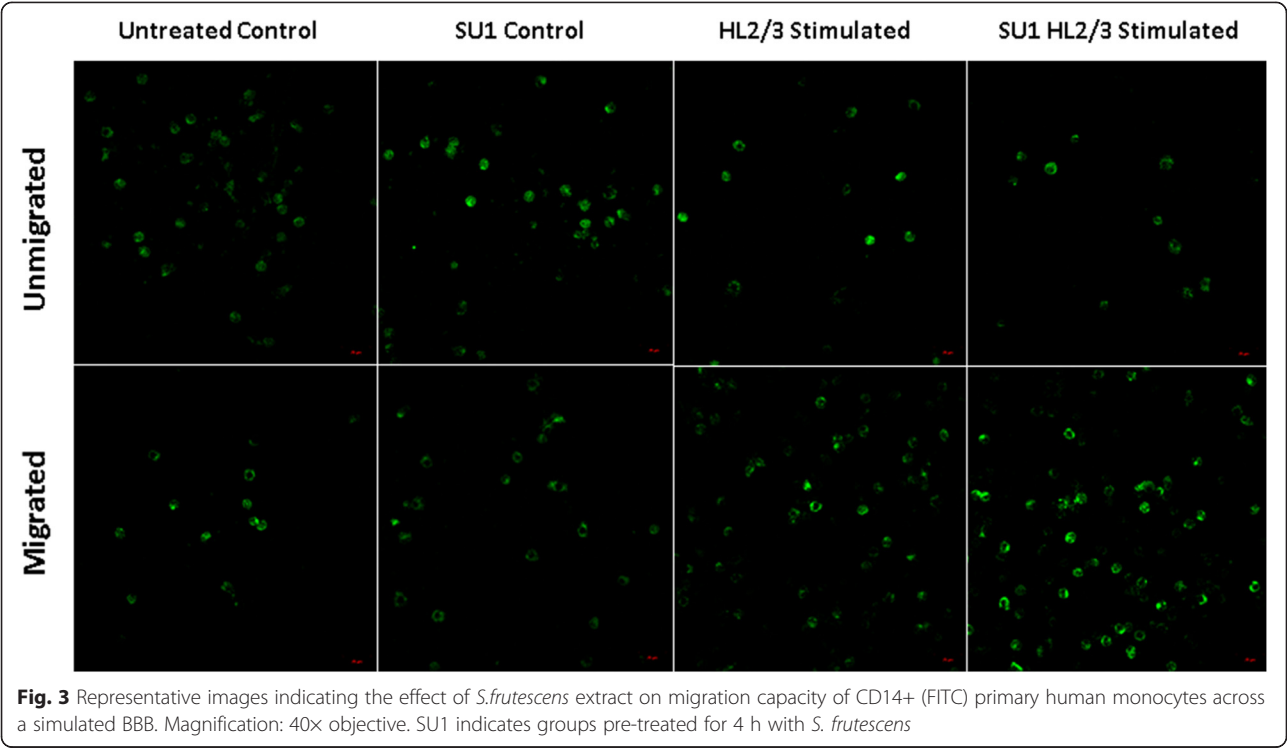 Untreated Control
SU1 Control
HL2/3 Stimulated
SU1 HL2/3 Stimulated
Unmigrated
Migrated
Fig. 3 Representative images indicating the effect of S.frutescens extract on migration capacity of CD14+ (FITC) primary human monocytes across
a simulated BBB. Magnification: 40× objective. SU1 indicates groups pre-treated for 4 h with S. frutescens